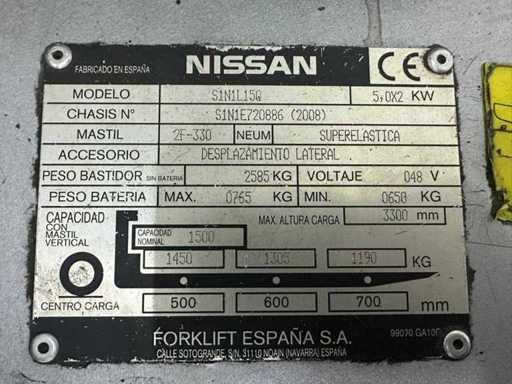 FABRICADO EN ESPAÑA NISSAN CE
MODELO S1N1L15Q 5,0X2 KW
CHASIS Nº S1N1E720886 (2008)
MASTIL 2F-330 NEUM SUPERELASTICA
ACCESORIO DESPLAZAMIENTO LATERAL
PESO BASTIDOR SIN BATERIA 2585 KG VOLTAJE 048 V
PESO BATERIA MAX. 0765 KG MIN. 0650 KG
CAPACIDAD CON MASTIL VERTICAL MAX. ALTURA CARGA 3300 mm
CAPACIDAD NOMINAL 1500
1450 1305 1190 KG
CENTRO CARGA 500 600 700 mm
FORKLIFT ESPAÑA S.A.
CALLE SOTOGRANDE, S/N, 31110 NOAIN (NAVARRA) ESPAÑA